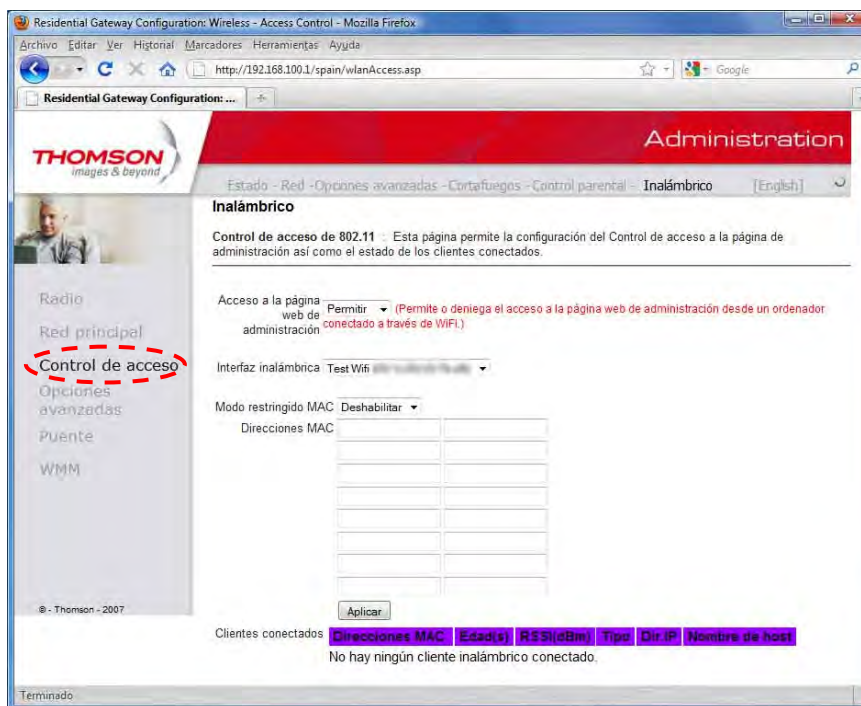 Residential Gateway Configuration: Wireless - Access Control - Mozilla Firefox
Archivo Editar Ver Historial Marcadores Herramientas Ayuda
http://192.168.100.1/spain/wlanAccess.asp
Google
Residential Gateway Configuration: ...
THOMSON
images & beyond
Administration
Estado - Red - Opciones avanzadas - Cortafuegos - Control parental - Inalámbrico [English]
Inalámbrico
Control de acceso de 802.11 : Esta página permite la configuración del Control de acceso a la página de
administración así como el estado de los clientes conectados.
Radio
Red principal
Control de acceso
Opciones
avanzadas
Puente
WMM
© - Thomson - 2007
Acceso a la página
web de
administración
Permitir (Permite o deniega el acceso a la página web de administración desde un ordenador
conectado a través de WiFi.)
Interfaz inalámbrica Test Wifi
Modo restringido MAC Deshabilitar
Direcciones MAC
Aplicar
Clientes conectados Direcciones MAC Edad(s) RSSI(dBm) Tipo Dir.IP Nombre de host
No hay ningún cliente inalámbrico conectado.
Terminado